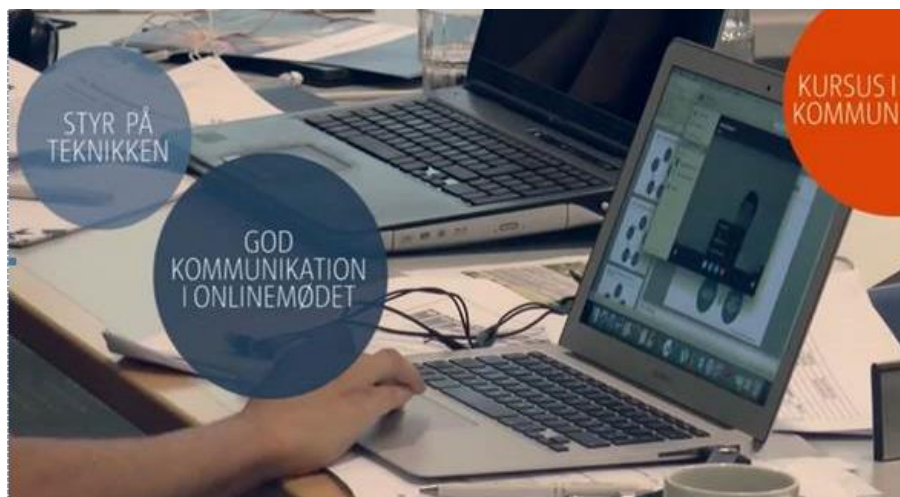 STYR PÅ
TEKNIKKEN
GOD
KOMMUNIKATION
I ONLINEMØDET
KURSUS I
KOMMUN